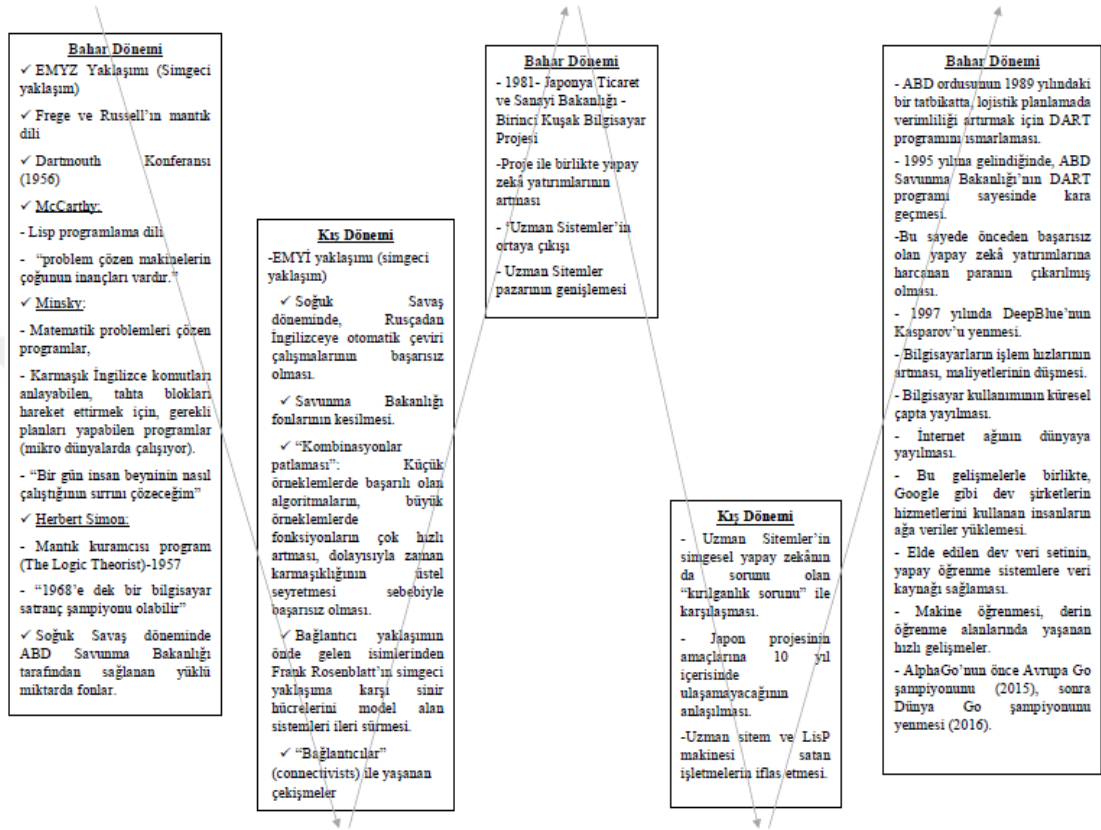 Bahar Dönemi
✓ EMYZ Yaklaşımı (Simgeci
yaklaşım)
✓ Frege ve Russell’ın mantık
dili
✓ Dartmouth Konferansı
(1956)
✓ McCarthy:
- Lisp programlama dili
- “problem çözen makinelerin
çoğunun inançları vardır.”
✓ Minsky:
- Matematik problemleri çözen
programlar,
- Karmaşık İngilizce komutları
anlayabilen, tahta blokları
hareket ettirmek için, gerekli
planları yapabilen programlar
(mikro dünyalarda çalışıyor).
- “Bir gün insan beyninin nasıl
çalıştığının sırrını çözeceğim”
✓ Herbert Simon:
- Mantık kuramcısı program
(The Logic Theorist)-1957
- “1968’e dek bir bilgisayar
satranç şampiyonu olabilir”
✓ Soğuk Savaş döneminde
ABD Savunma Bakanlığı
tarafından sağlanan yüklü
miktarda fonlar.
Kış Dönemi
-EMYİ yaklaşımı (simgeci
yaklaşım)
✓ Soğuk Savaş
döneminde, Rusçadan
İngilizceye otomatik çeviri
çalışmalarının başarısız
olması.
✓ Savunma Bakanlığı
fonlarının kesilmesi.
✓ “Kombinasyonlar
patlaması”: Küçük
örneklemlerde başarılı olan
algoritmaların, büyük
örneklemlerde
fonksiyonların çok hızlı
artması, dolayısıyla zaman
karmaşıklığının üstel
seyretmesi sebebiyle
başarısız olması.
✓ Bağlantıcı yaklaşımın
önde gelen isimlerinden
Frank Rosenblatt’ın simgeci
yaklaşıma karşi sinir
hücrelerini model alan
sistemleri ileri sürmesi.
✓ “Bağlantıcılar”
(connectivists) ile yaşanan
çekişmeler
Bahar Dönemi
- 1981- Japonya Ticaret
ve Sanayi Bakanlığı -
Birinci Kuşak Bilgisayar
Projesi
-Proje ile birlikte yapay
zekâ yatırımlarının
artması
- ‘Uzman Sistemler’in
ortaya çıkışı
- Uzman Sitemler
pazarının genişlemesi
Kış Dönemi
- Uzman Sitemler’in
simgesel yapay zekânın
da sorunu olan
“kırılganlık sorunu” ile
karşılaşması.
- Japon projesinin
amaçlarına 10 yıl
içerisinde
ulaşamayacağının
anlaşılması.
-Uzman sitem ve LisP
makinesi satan
işletmelerin iflas etmesi.
Bahar Dönemi
- ABD ordusunun 1989 yılındaki
bir tatbikatta, lojistik planlamada
verimliliği artırmak için DART
programını ısmarlaması.
- 1995 yılına gelindiğinde, ABD
Savunma Bakanlığı’nın DART
programı sayesinde kara
geçmesi.
-Bu sayede önceden başarısız
olan yapay zekâ yatırımlarına
harcanan paranın çıkarılmış
olması.
- 1997 yılında DeepBlue’nun
Kasparov’u yenmesi.
- Bilgisayarların işlem hızlarının
artması, maliyetlerinin düşmesi.
- Bilgisayar kullanımının küresel
çapta yayılması.
- İnternet ağının dünyaya
yayılması.
- Bu gelişmelerle birlikte,
Google gibi dev şirketlerin
hizmetlerini kullanan insanların
ağa veriler yüklemesi.
- Elde edilen dev veri setinin,
yapay öğrenme sistemlere veri
kaynağı sağlaması.
- Makine öğrenmesi, derin
öğrenme alanlarında yaşanan
hızlı gelişmeler.
- AlphaGo’nun önce Avrupa Go
şampiyonunu (2015), sonra
Dünya Go şampiyonunu
yenmesi (2016).